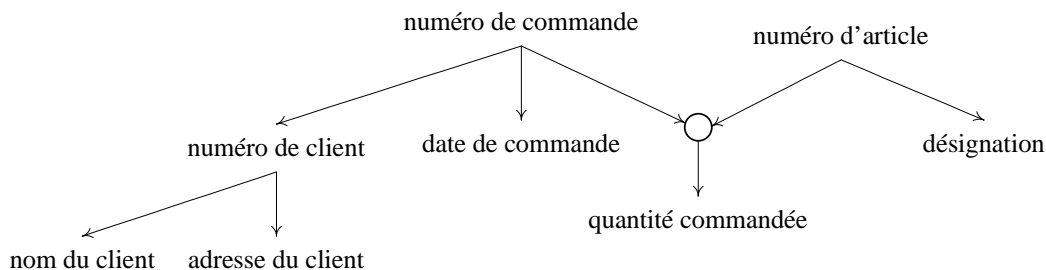 numéro de commande
numéro d’article
numéro de client
date de commande
désignation
quantité commandée
nom du client
adresse du client